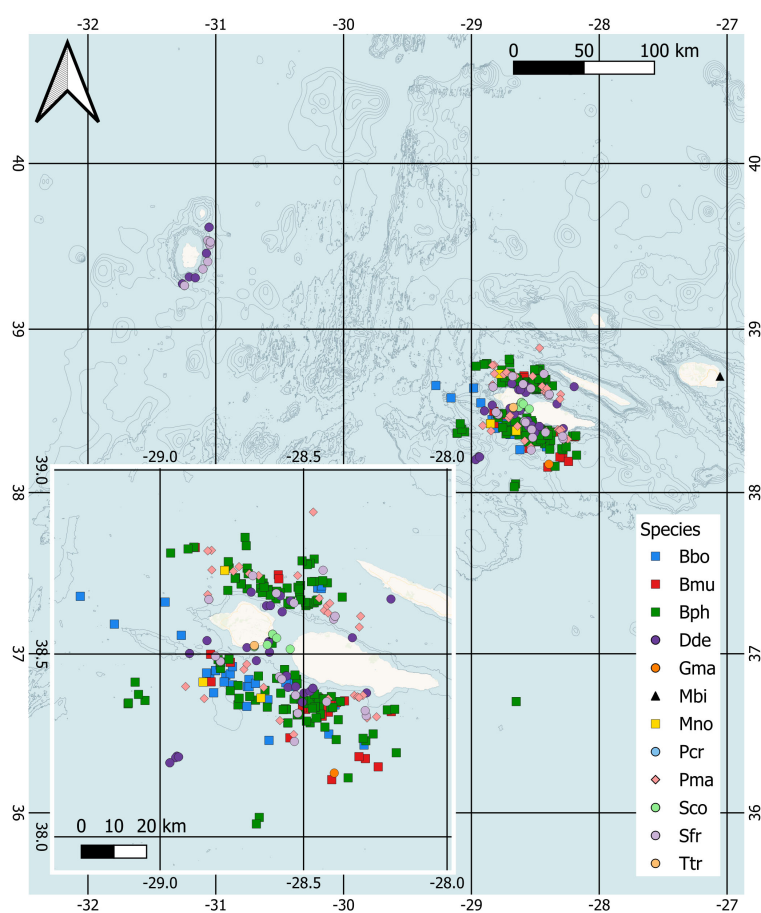 -32 -31 -30 -29 -28 -27
0 50 100 km
40 40
39 39
-29.0 -28.5 -28.0
39.0
38
38.5
37
Species
Bbo
Bmu
Bph
Dde
Gma
Mbi
Mno
Pcr
Pma
Sco
Sfr
Ttr
36 36
38.0
0 10 20 km
-29.0 -28.5 -28.0
-32 -31 -30 -29 -28 -27